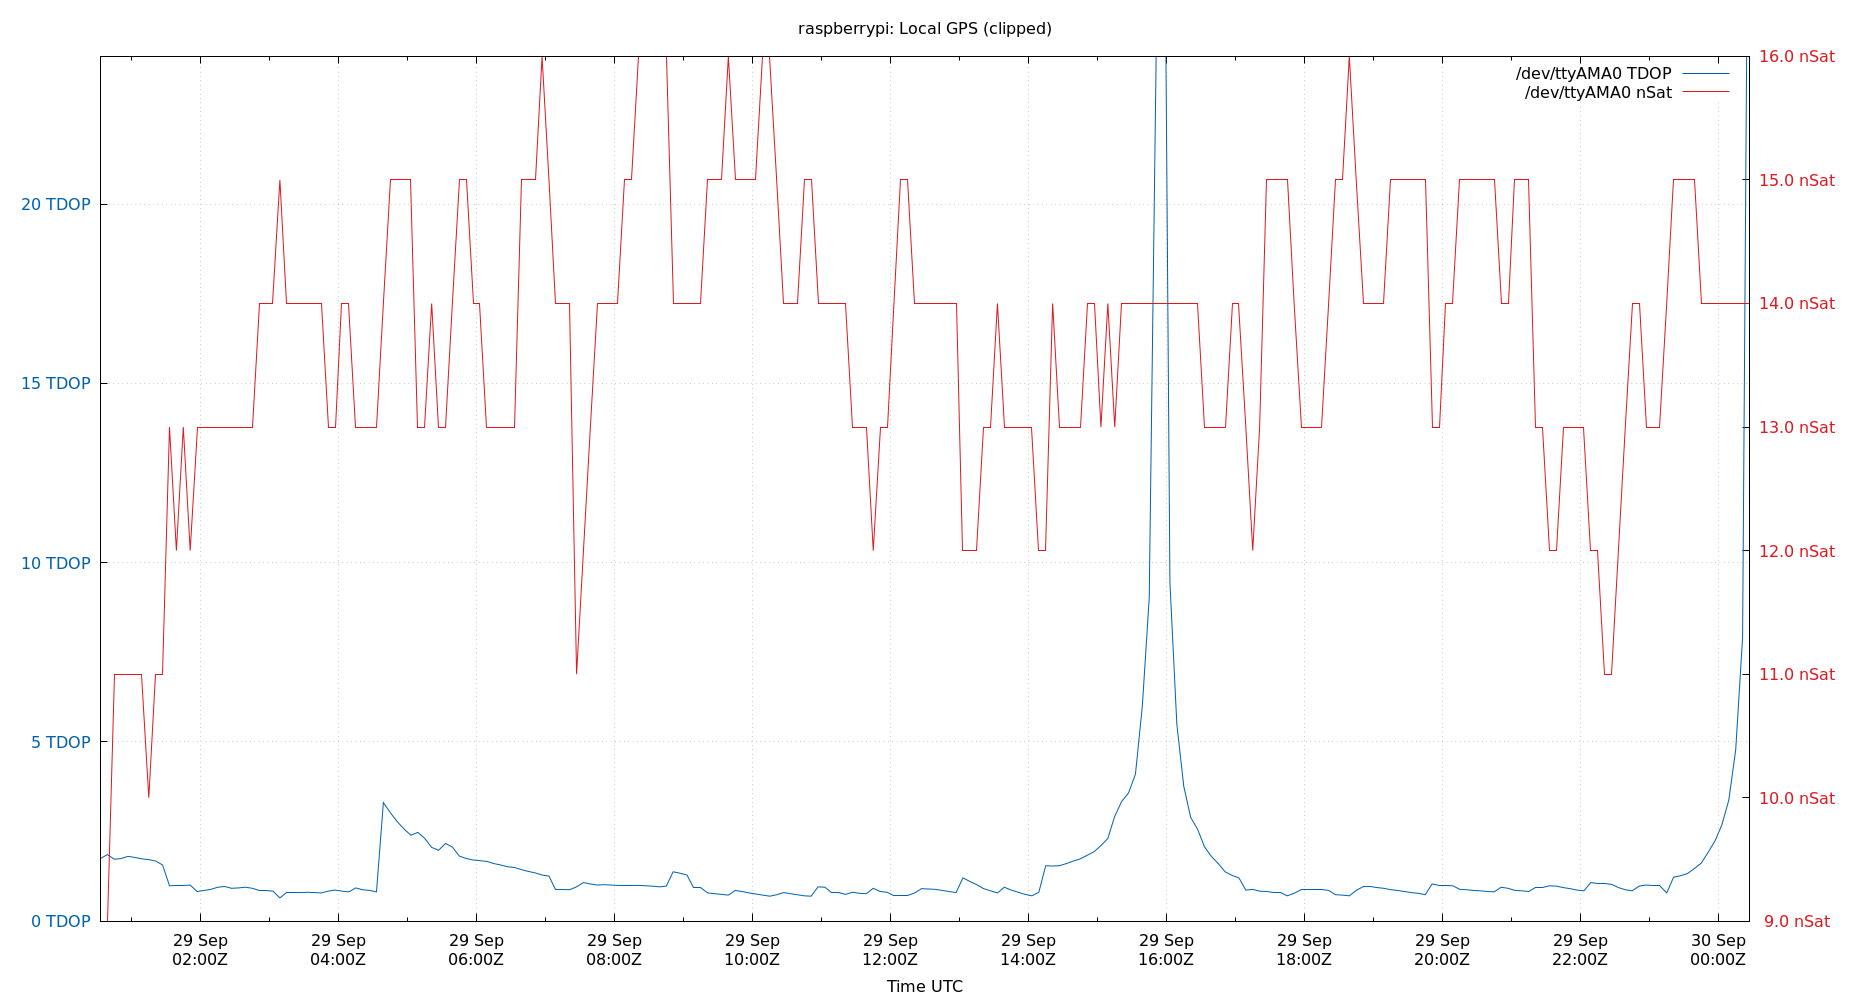 raspberrypi: Local GPS (clipped)
/dev/ttyAMA0 TDOP
/dev/ttyAMA0 nSat
20 TDOP
15 TDOP
10 TDOP
5 TDOP
0 TDOP
16.0 nSat
15.0 nSat
14.0 nSat
13.0 nSat
12.0 nSat
11.0 nSat
10.0 nSat
9.0 nSat
29 Sep 29 Sep 29 Sep 29 Sep 29 Sep 29 Sep 29 Sep 29 Sep 29 Sep 29 Sep 29 Sep 30 Sep
02:00Z 04:00Z 06:00Z 08:00Z 10:00Z 12:00Z 14:00Z 16:00Z 18:00Z 20:00Z 22:00Z 00:00Z
Time UTC